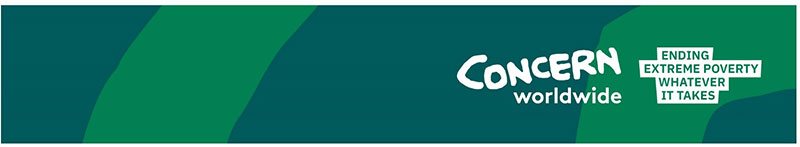 CONCERN
worldwide
ENDING
EXTREME POVERTY
WHATEVER
IT TAKES